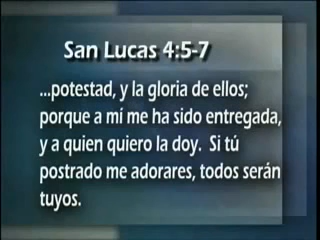 San Lucas 4:5-7
...potestad, y la gloria de ellos;
porque a mí me ha sido entregada,
y a quien quiero la doy.  Si tú
postrado me adorares, todos serán
tuyos.